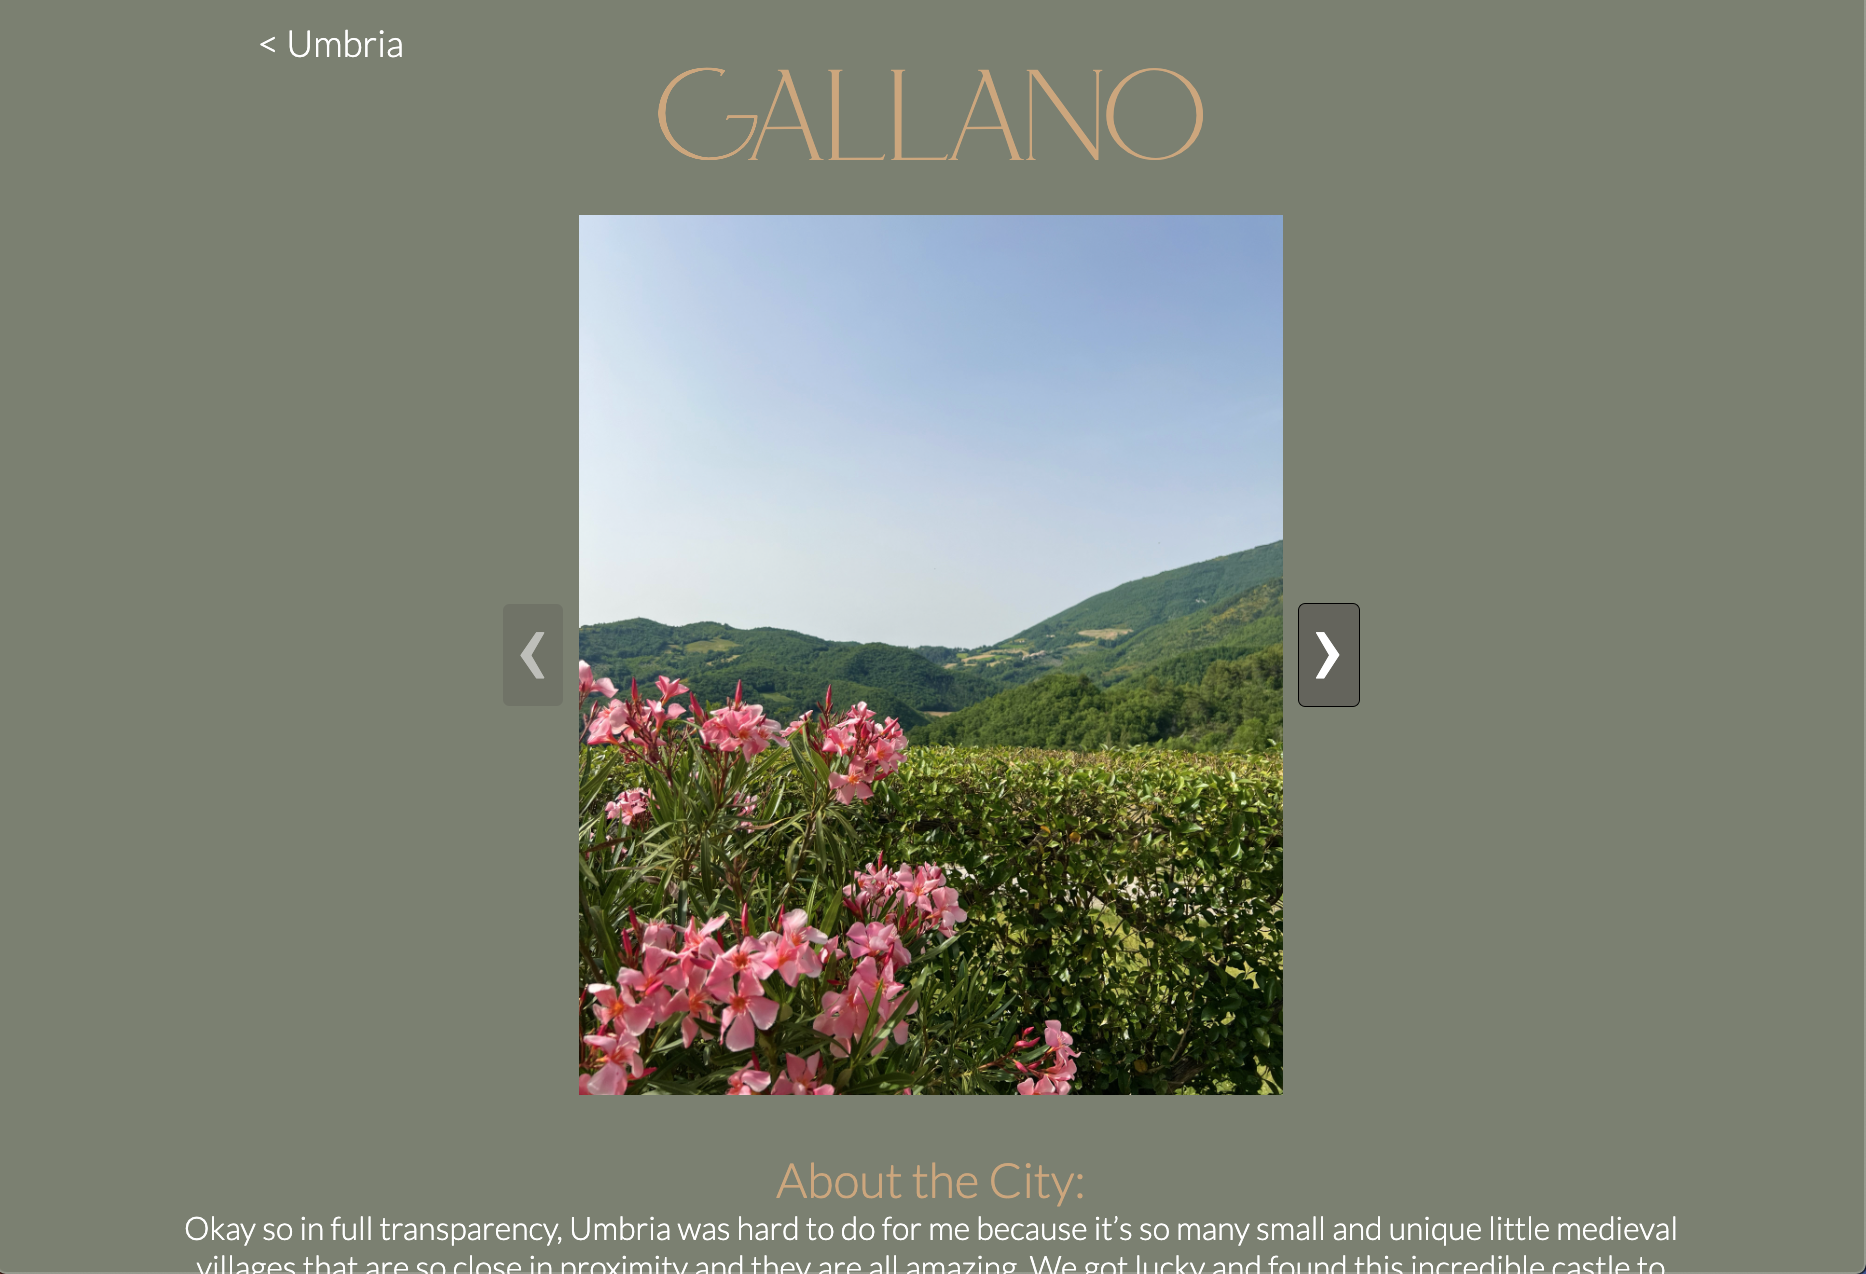 < Umbria
GALLANO
❮
❯
About the City:
Okay so in full transparency, Umbria was hard to do for me because it’s so many small and unique little medieval
villages that are so close in proximity and they are all amazing. We got lucky and found this incredible castle to